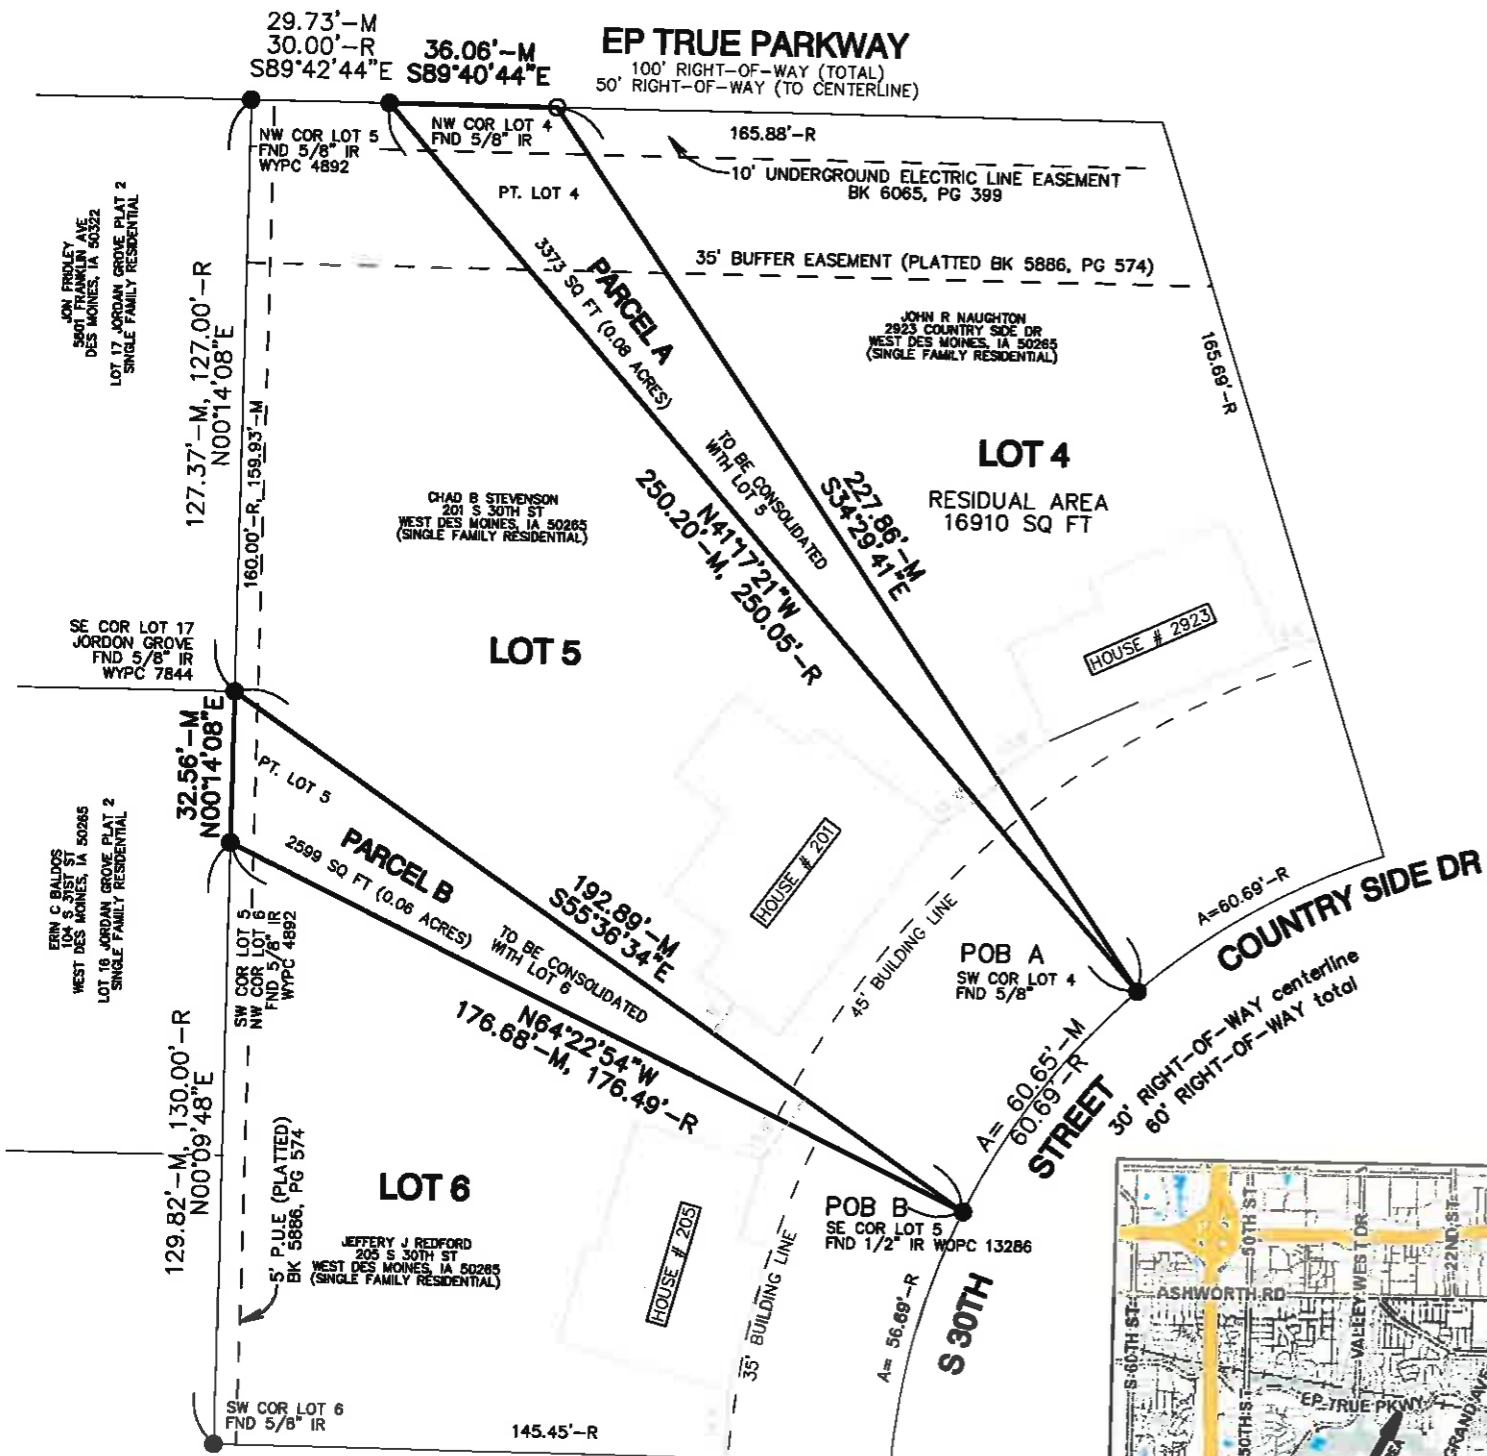 29.73'-M
30.00'-R
S89°42'44"E
36.06'-M
S89°40'44"E
EP TRUE PARKWAY
100' RIGHT-OF-WAY (TOTAL)
50' RIGHT-OF-WAY (TO CENTERLINE)
NW COR LOT 5
FND 5/8" IR
WYPC 4892
NW COR LOT 4
FND 5/8" IR
165.88'-R
10' UNDERGROUND ELECTRIC LINE EASEMENT
BK 6065, PG 399
PT. LOT 4
35' BUFFER EASEMENT (PLATTED BK 5886, PG 574)
JON FRIDLEY
5601 FRANKLIN AVE
DES MOINES, IA 50322
LOT 17 JORDAN GROVE PLAT 2
SINGLE FAMILY RESIDENTIAL
127.37'-M, 127.00'-R
N00°14'08"E
160.00'-R, 159.93'-M
PARCEL A
3373 SQ FT (0.08 ACRES)
TO BE CONSOLIDATED
WITH LOT 5
JOHN R NAUGHTON
2923 COUNTRY SIDE DR
WEST DES MOINES, IA 50265
(SINGLE FAMILY RESIDENTIAL)
165.69'-R
LOT 4
RESIDUAL AREA
16910 SQ FT
227.86'-M
S34°29'41"E
N41°17'21"W
250.20'-M, 250.05'-R
CHAD B STEVENSON
201 S 30TH ST
WEST DES MOINES, IA 50265
(SINGLE FAMILY RESIDENTIAL)
HOUSE # 2923
SE COR LOT 17
JORDON GROVE
FND 5/8" IR
WYPC 7844
LOT 5
32.56'-M
N00°14'08"E
PT. LOT 5
PARCEL B
2599 SQ FT (0.06 ACRES)
TO BE CONSOLIDATED
WITH LOT 6
192.89'-M
S55°36'34"E
N64°22'54"W
176.68'-M, 176.49'-R
HOUSE # 201
45' BUILDING LINE
ERIN C BALDOS
104 S 31ST ST
WEST DES MOINES, IA 50265
LOT 16 JORDAN GROVE PLAT 2
SINGLE FAMILY RESIDENTIAL
SW COR LOT 5
NW COR LOT 6
FND 5/8" IR
WYPC 4892
POB A
SW COR LOT 4
FND 5/8"
A=60.69'-R
COUNTRY SIDE DR
A= 60.65'-M
60.69'-R
STREET
30' RIGHT-OF-WAY centerline
60' RIGHT-OF-WAY total
129.82'-M, 130.00'-R
N00°09'48"E
5' P.U.E (PLATTED)
BK 5886, PG 574
LOT 6
JEFFERY J REDFORD
205 S 30TH ST
WEST DES MOINES, IA 50265
(SINGLE FAMILY RESIDENTIAL)
HOUSE # 205
POB B
SE COR LOT 5
FND 1/2" IR WOPC 13286
35' BUILDING LINE
A= 56.69'-R
S 30TH
SW COR LOT 6
FND 5/8" IR
145.45'-R
S 60TH ST
50TH ST
VALLEY WEST DR
22ND ST
ASHWORTH RD
EP TRUE PKWY
50TH ST
GRAND AVE